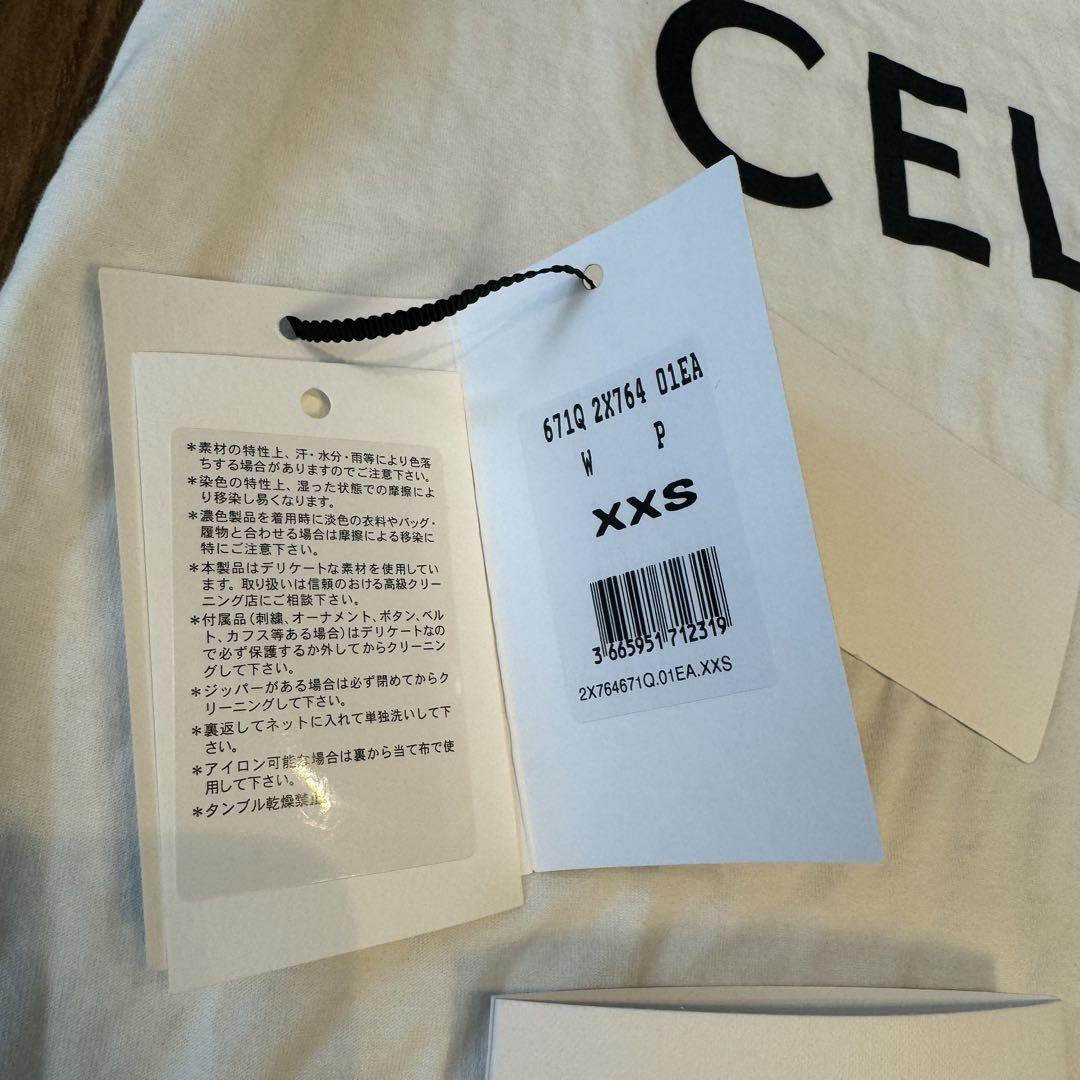 CEL
671Q 2X764 01EA
W P
XXS
3 665951 712319
2X764671Q.01EA.XXS
*素材の特性上、汗・水分・雨等により色落
ちする場合がありますのでご注意下さい。
*染色の特性上、湿った状態での摩擦によ
り移染し易くなります。
*濃色製品を着用時に淡色の衣料やバッグ・
履物と合わせる場合は摩擦による移染に
特にご注意下さい。
*本製品はデリケートな素材を使用してい
ます。取り扱いは信頼のおける高級クリー
ニング店にご相談下さい。
*付属品(刺繍、オーナメント、ボタン、ベル
ト、カフス等ある場合)はデリケートなの
で必ず保護するか外してからクリーニン
グして下さい。
*ジッパーがある場合は必ず閉めてからク
リーニングして下さい。
*裏返してネットに入れて単独洗いして下
さい。
*アイロン可能な場合は裏から当て布で使
用して下さい。
*タンブル乾燥禁止